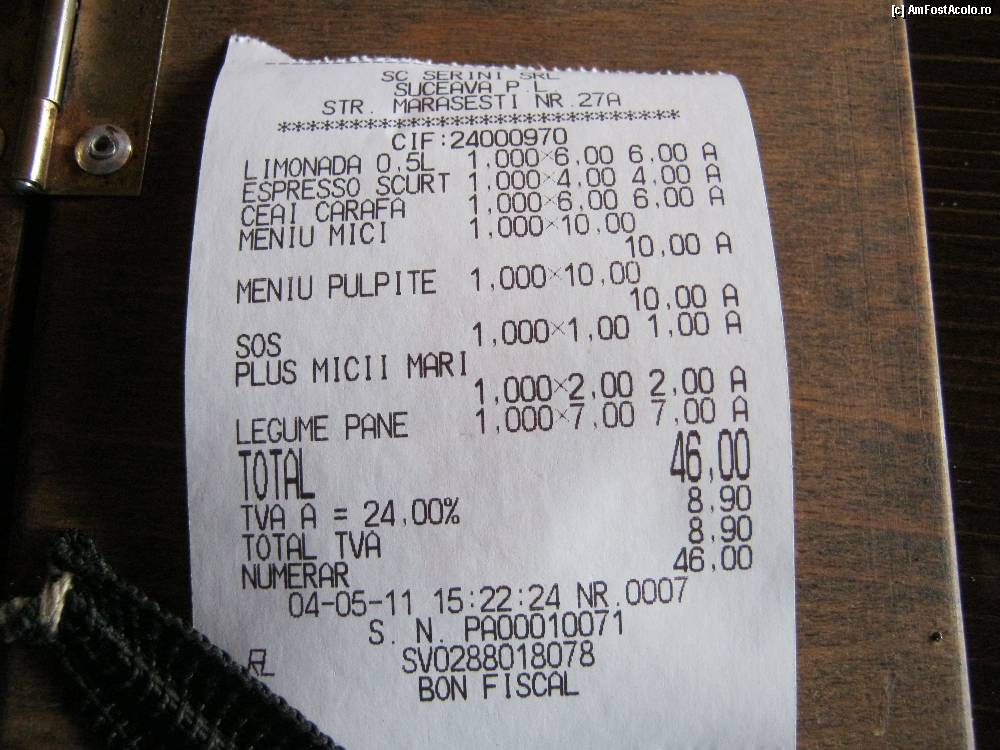 [c] AmFostAcolo.ro
SC SERINI SRL
SUCEAVA P.L.
STR. MARASESTI NR.27A
******************************
CIF:24000970
LIMONADA 0,5L 1,000×6,00 6,00 A
ESPRESSO SCURT 1,000×4,00 4,00 A
CEAI CARAFA 1,000×6,00 6,00 A
MENIU MICI 1,000×10,00
10,00 A
MENIU PULPITE 1,000×10,00
10,00 A
SOS 1,000×1,00 1,00 A
PLUS MICII MARI
1,000×2,00 2,00 A
LEGUME PANE 1,000×7,00 7,00 A
TOTAL 46,00
TVA A = 24,00% 8,90
TOTAL TVA 8,90
NUMERAR 46,00
04-05-11 15:22:24 NR.0007
S. N. PA00010071
SV0288018078
BON FISCAL